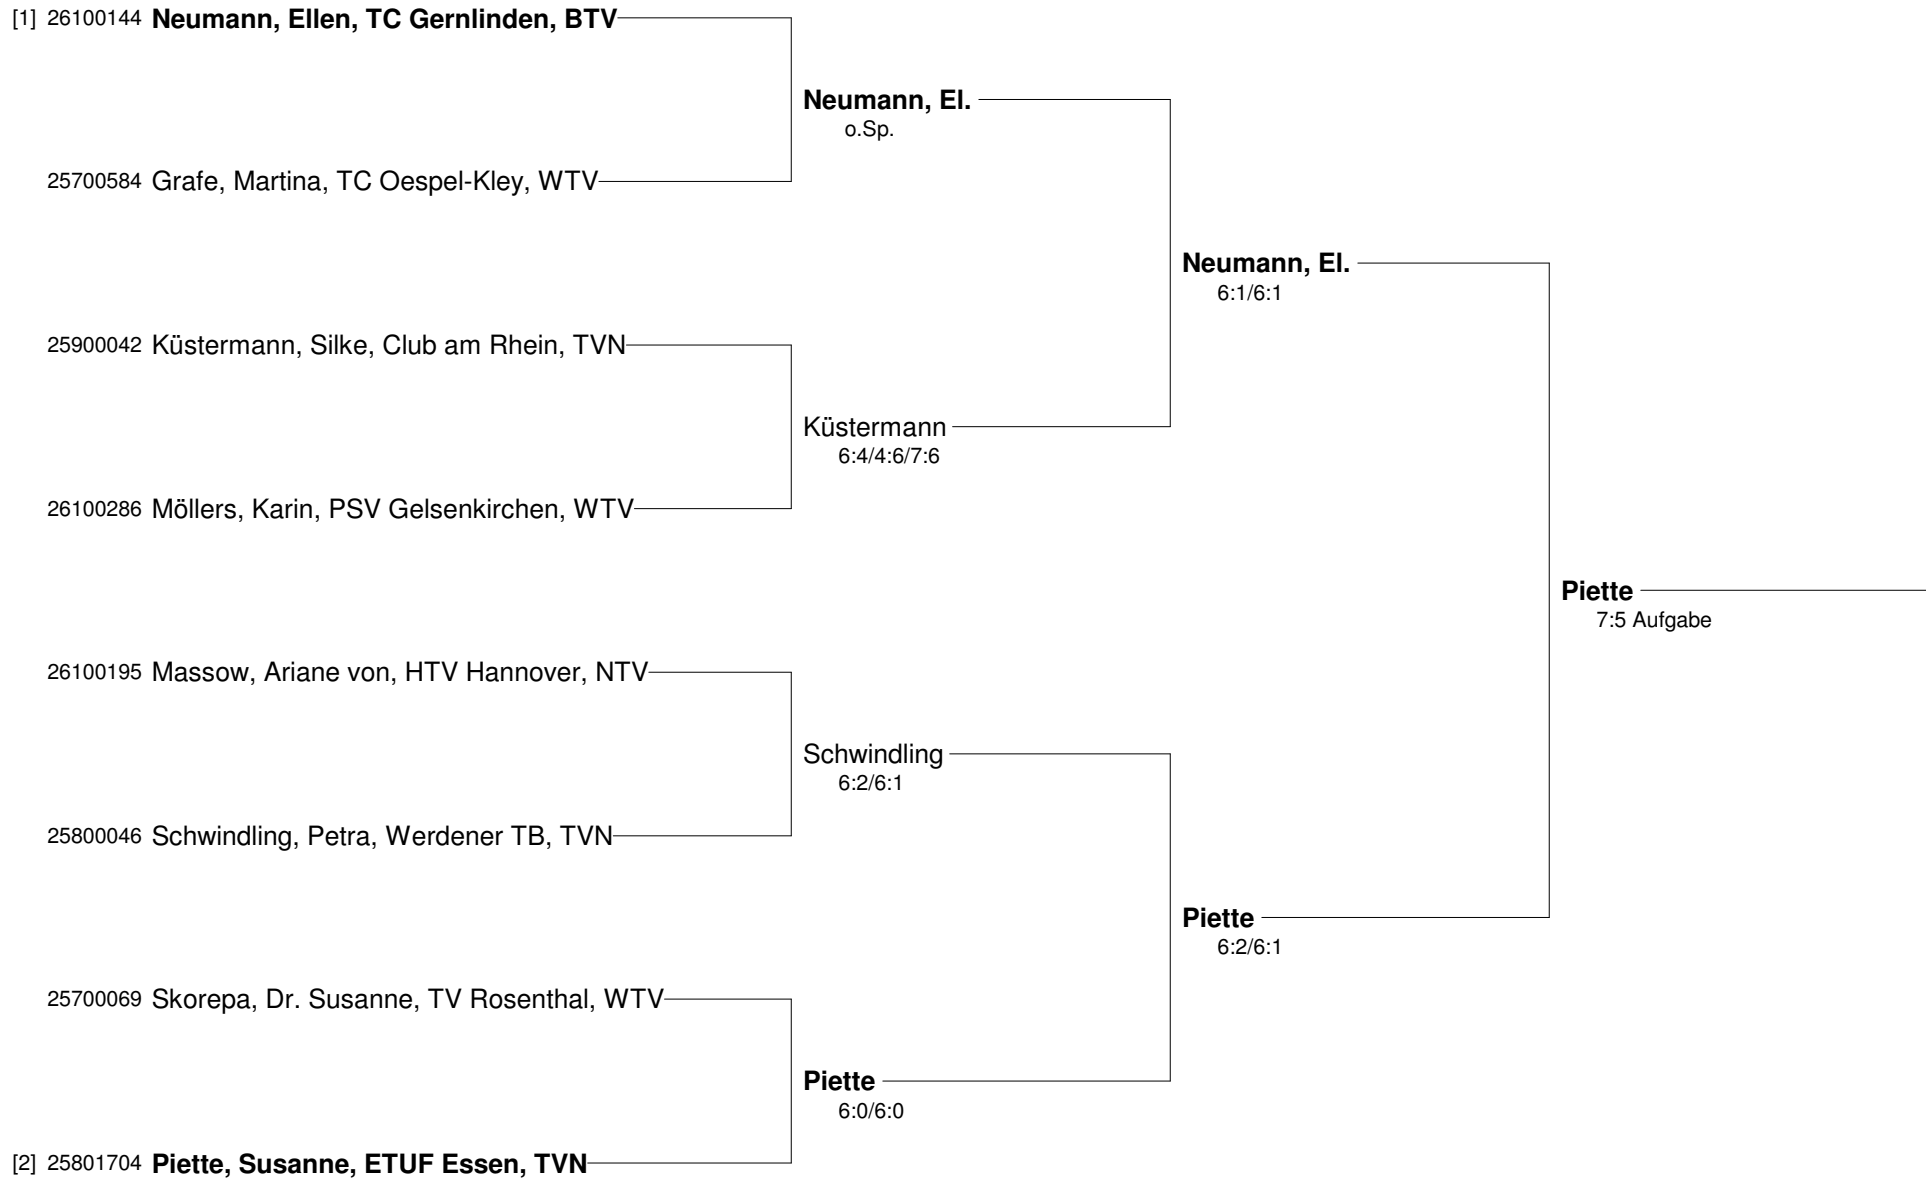 [1] 26100144 Neumann, Ellen, TC Gernlinden, BTV
Neumann, El.
o.Sp.
25700584 Grafe, Martina, TC Oespel-Kley, WTV
Neumann, El.
6:1/6:1
25900042 Küstermann, Silke, Club am Rhein, TVN
Küstermann
6:4/4:6/7:6
26100286 Möllers, Karin, PSV Gelsenkirchen, WTV
Piette
7:5 Aufgabe
26100195 Massow, Ariane von, HTV Hannover, NTV
Schwindling
6:2/6:1
25800046 Schwindling, Petra, Werdener TB, TVN
Piette
6:2/6:1
25700069 Skorepa, Dr. Susanne, TV Rosenthal, WTV
Piette
6:0/6:0
[2] 25801704 Piette, Susanne, ETUF Essen, TVN